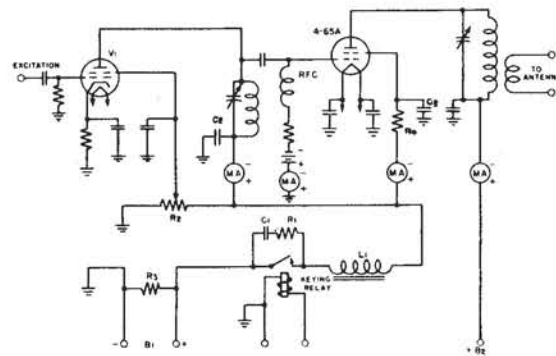 4-65A
V1
EXCITATION
RFC
TO
ANTENNA
C2
MA
- +
R2
MA
- +
- +
MA
- +
MA
- +
C1
R1
L1
KEYING
RELAY
R3
- B1 +
+ B2